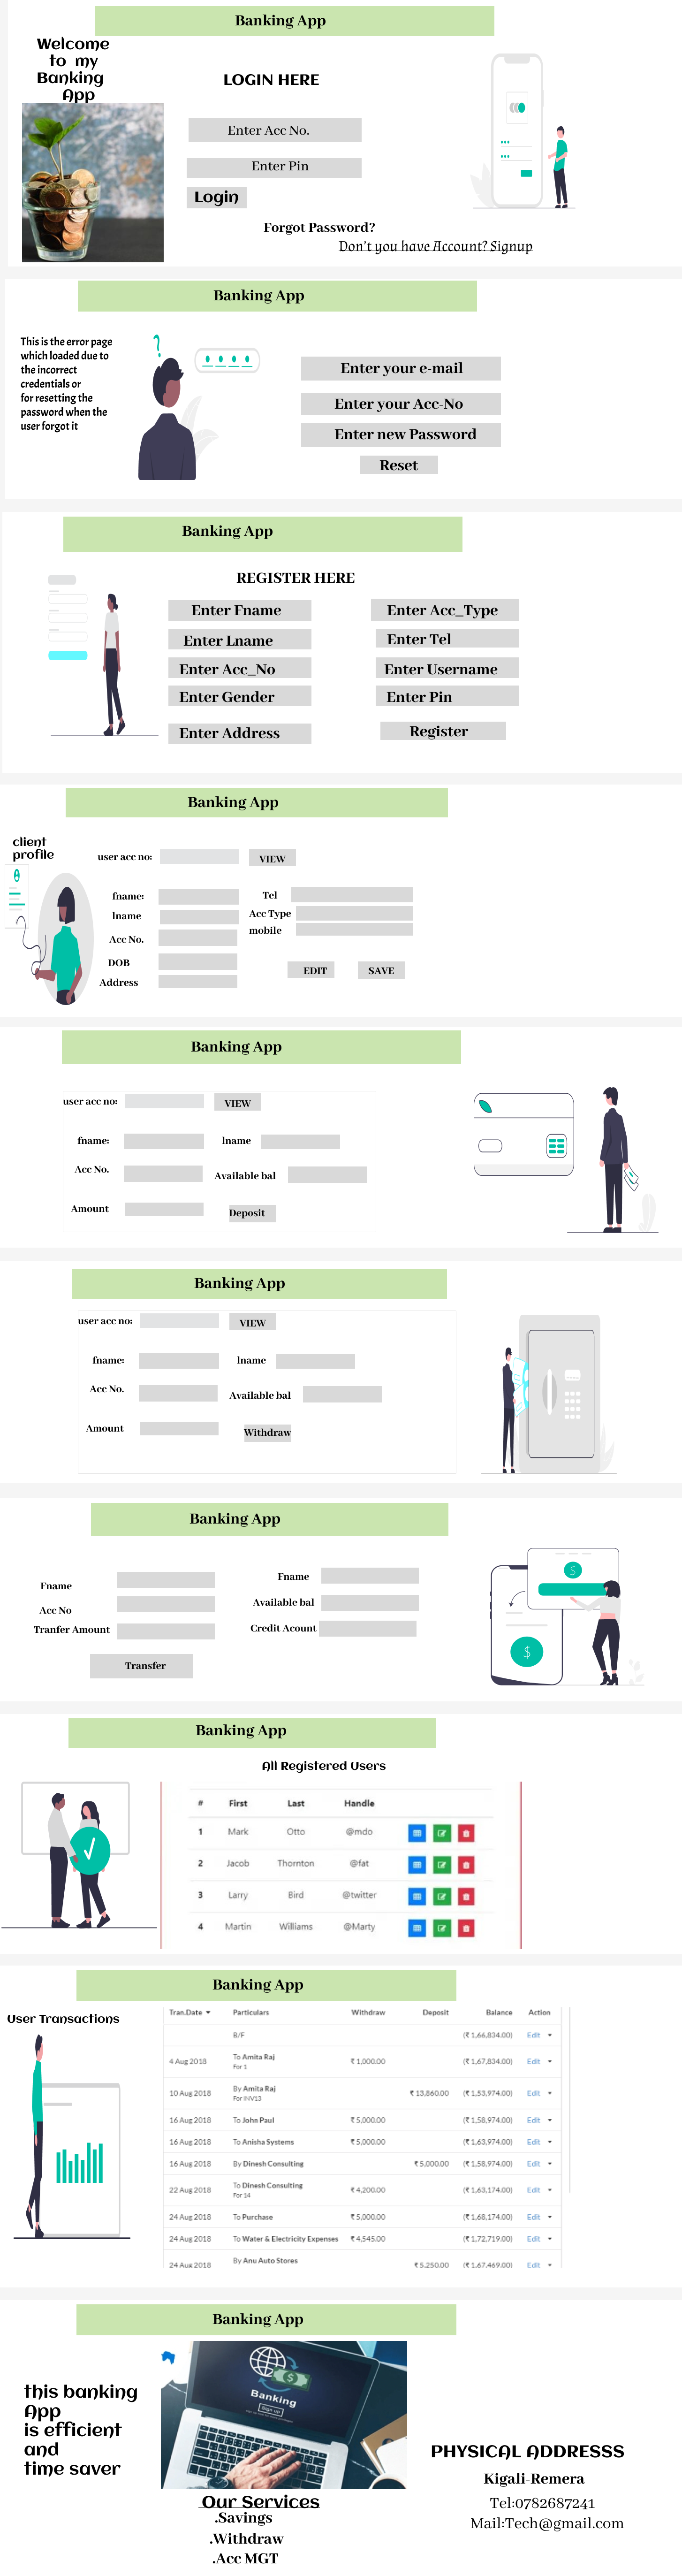 Banking App
Welcome
to my
Banking
App
LOGIN HERE
Enter Acc No.
Enter Pin
Login
Forgot Password?
Don't you have Account? Signup
Banking App
This is the error page
which loaded due to
the incorrect
credentials or
for resetting the
password when the
user forgot it
?
Enter your e-mail
Enter your Acc-No
Enter new Password
Reset
Banking App
REGISTER HERE
Enter Fname
Enter Acc_Type
Enter Lname
Enter Tel
Enter Acc_No
Enter Username
Enter Gender
Enter Pin
Enter Address
Register
Banking App
client
profile
user acc no:
VIEW
fname:
Tel
lname
Acc Type
Acc No.
mobile
DOB
Address
EDIT
SAVE
Banking App
user acc no:
VIEW
fname:
lname
Acc No.
Available bal
Amount
Deposit
Banking App
user acc no:
VIEW
fname:
lname
Acc No.
Available bal
Amount
Withdraw
Banking App
Fname
Fname
Acc No
Available bal
Tranfer Amount
Credit Acount
Transfer
$
$
Banking App
All Registered Users
# First Last Handle
1 Mark Otto @mdo
2 Jacob Thornton @fat
3 Larry Bird @twitter
4 Martin Williams @Marty
Banking App
User Transactions
Tran.Date Particulars Withdraw Deposit Balance Action
B/F (₹ 1,66,834.00) Edit
4 Aug 2018 To Amita Raj ₹ 1,000.00 (₹ 1,67,834.00) Edit
For 1
10 Aug 2018 By Amita Raj ₹ 13,860.00 (₹ 1,53,974.00) Edit
For INV13
16 Aug 2018 To John Paul ₹ 5,000.00 (₹ 1,58,974.00) Edit
16 Aug 2018 To Anisha Systems ₹ 5,000.00 (₹ 1,63,974.00) Edit
16 Aug 2018 By Dinesh Consulting ₹ 5,000.00 (₹ 1,58,974.00) Edit
22 Aug 2018 To Dinesh Consulting ₹ 4,200.00 (₹ 1,63,174.00) Edit
For 14
24 Aug 2018 To Purchase ₹ 5,000.00 (₹ 1,68,174.00) Edit
24 Aug 2018 To Water & Electricity Expenses ₹ 4,545.00 (₹ 1,72,719.00) Edit
24 Aug 2018 By Anu Auto Stores ₹ 5,250.00 (₹ 1,67,469.00) Edit
Banking App
this banking
App
is efficient
and
time saver
Banking
Sign up
PHYSICAL ADDRESSS
Kigali-Remera
Tel:0782687241
Mail:Tech@gmail.com
Our Services
.Savings
.Withdraw
.Acc MGT